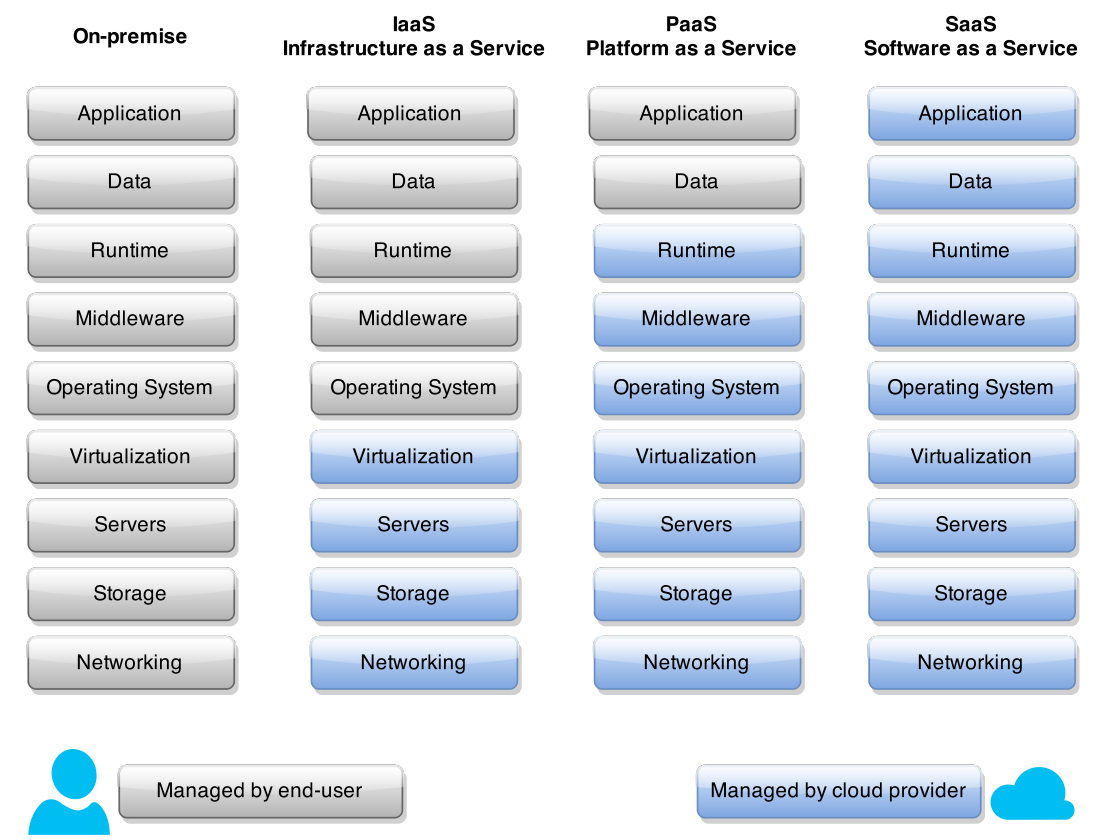 On-premise
IaaS
Infrastructure as a Service
PaaS
Platform as a Service
SaaS
Software as a Service
Application
Application
Application
Application
Data
Data
Data
Data
Runtime
Runtime
Runtime
Runtime
Middleware
Middleware
Middleware
Middleware
Operating System
Operating System
Operating System
Operating System
Virtualization
Virtualization
Virtualization
Virtualization
Servers
Servers
Servers
Servers
Storage
Storage
Storage
Storage
Networking
Networking
Networking
Networking
Managed by end-user
Managed by cloud provider